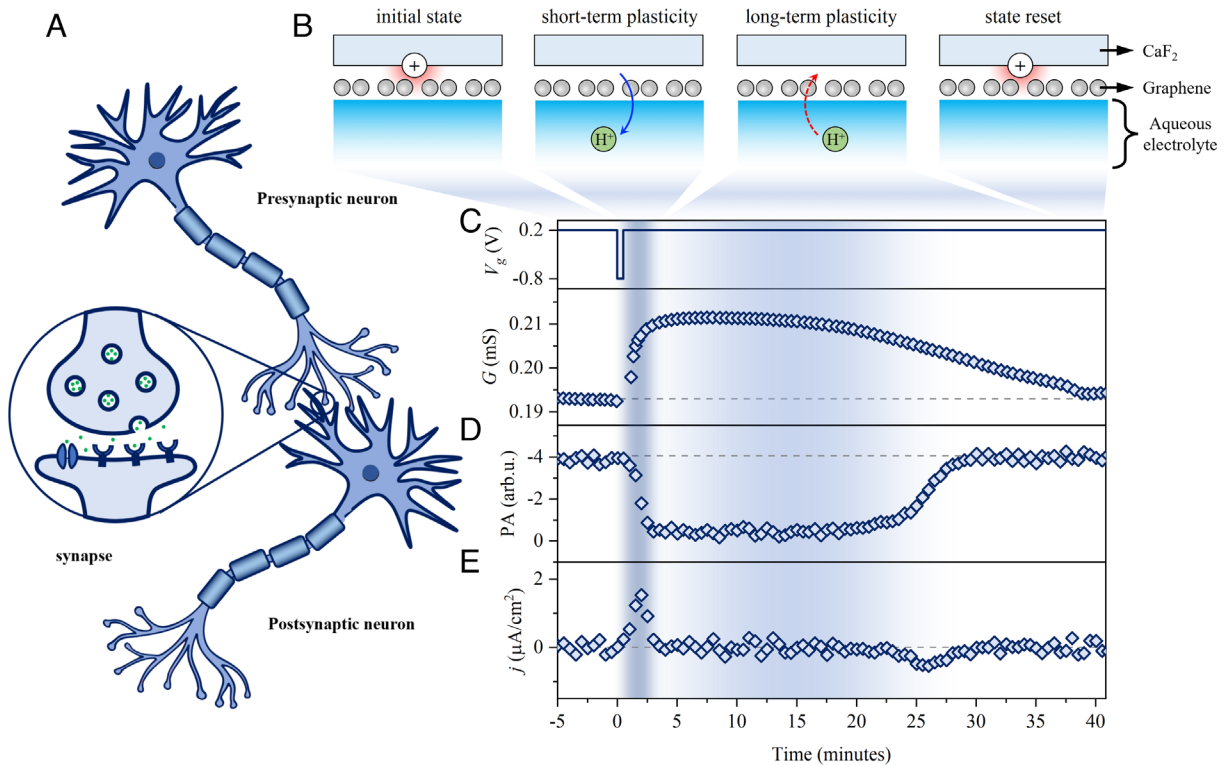 A
B
initial state
short-term plasticity
long-term plasticity
state reset
+
H⁺
H⁺
+
CaF₂
Graphene
Aqueous
electrolyte
Presynaptic neuron
synapse
Postsynaptic neuron
C
V_g (V)
0.2
-0.8
G (mS)
0.21
0.20
0.19
D
PA (arb.u.)
-4
-2
0
E
j (μA/cm²)
2
0
-5 0 5 10 15 20 25 30 35 40
Time (minutes)